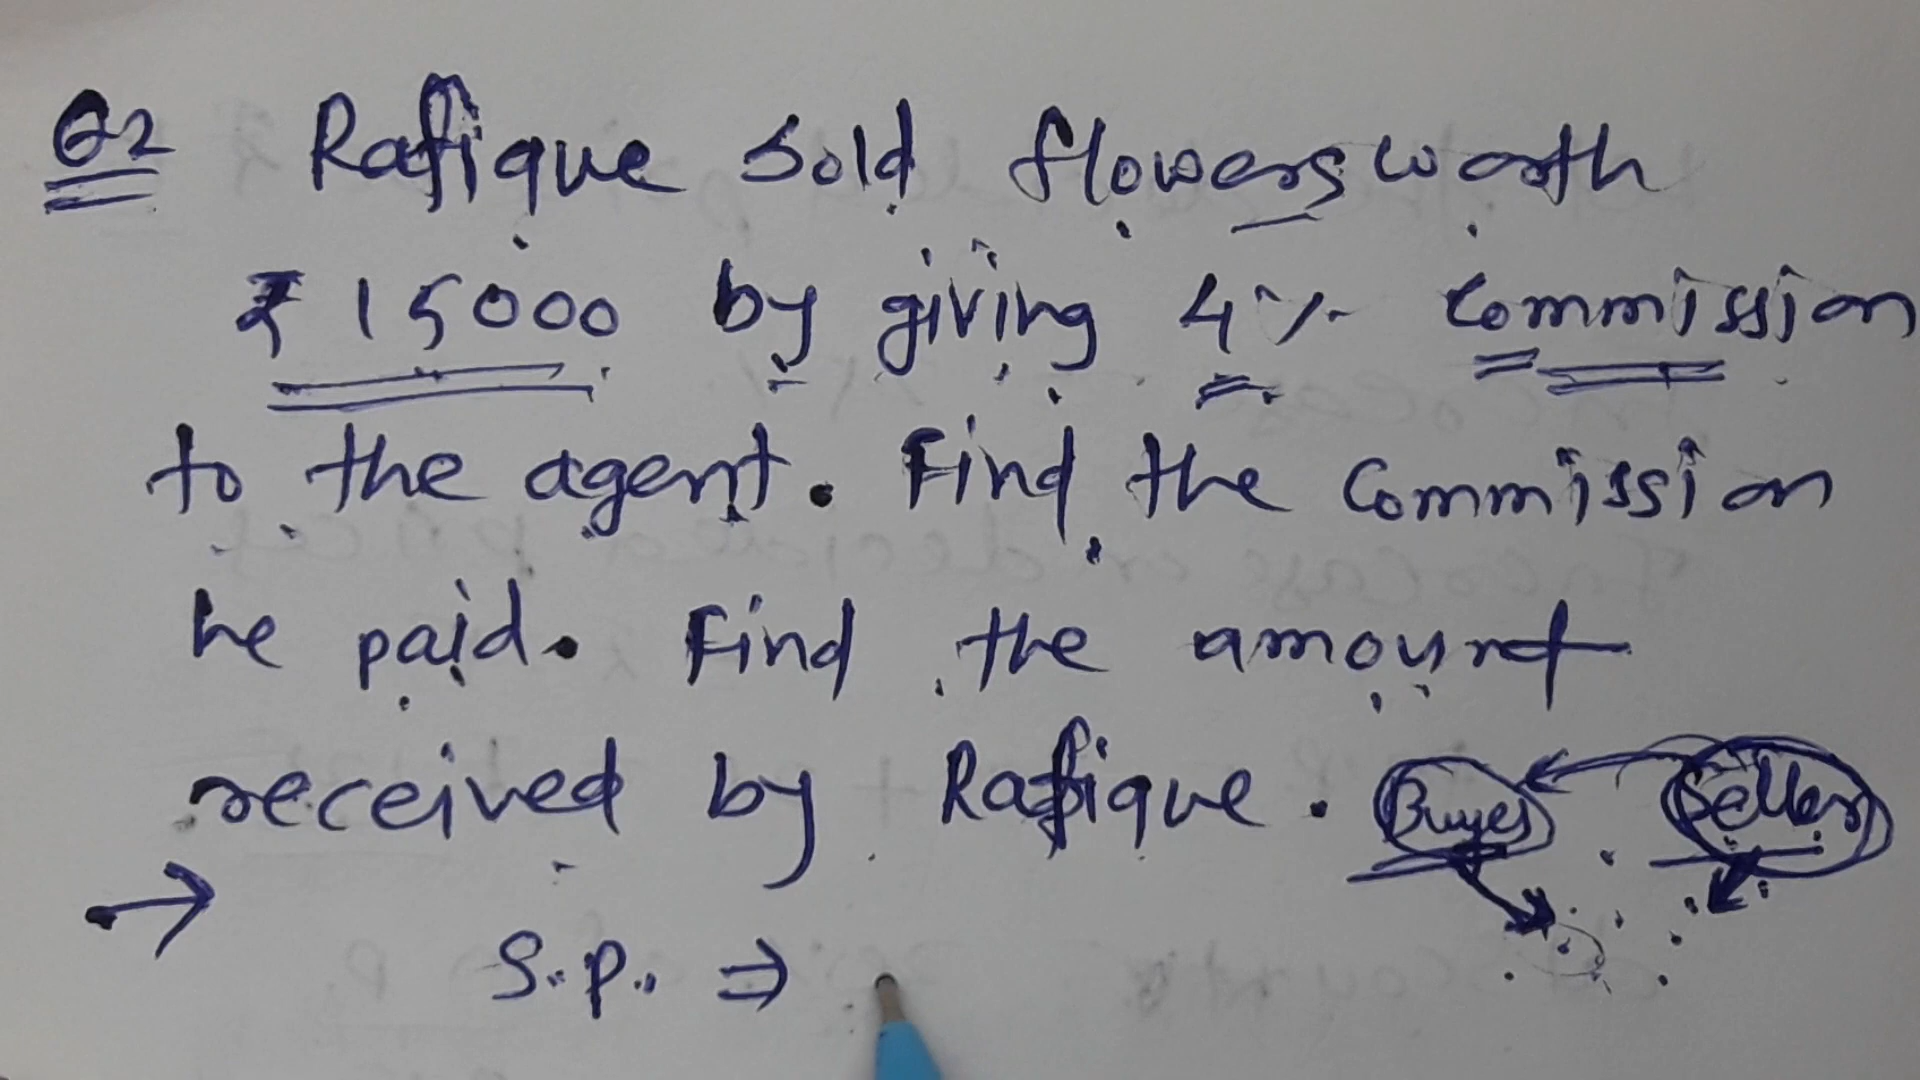 Q2 Rafique sold flowers worth
₹ 15000 by giving 4% commission
to the agent. Find the commission
he paid. Find the amount
received by Rafique. Buyer Seller
→ S.P. ⇒